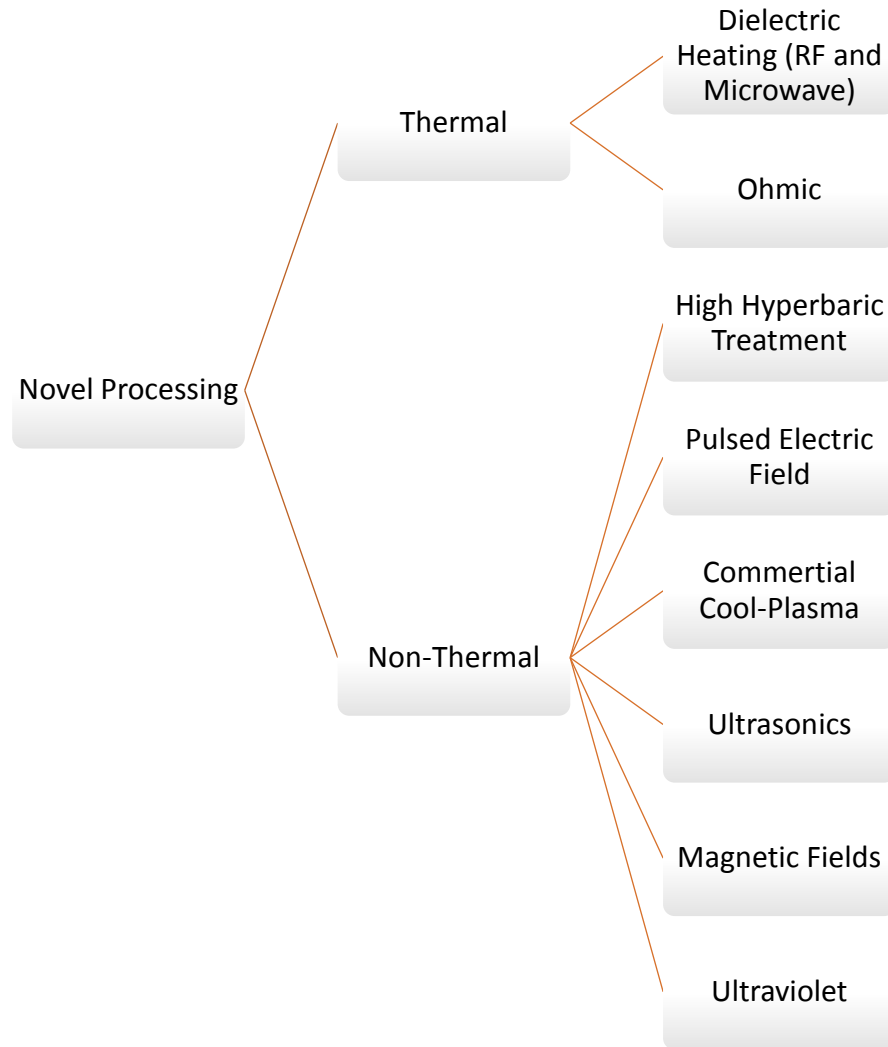 Novel Processing
Thermal
Dielectric
Heating (RF and
Microwave)
Ohmic
Non-Thermal
High Hyperbaric
Treatment
Pulsed Electric
Field
Commertial
Cool-Plasma
Ultrasonics
Magnetic Fields
Ultraviolet